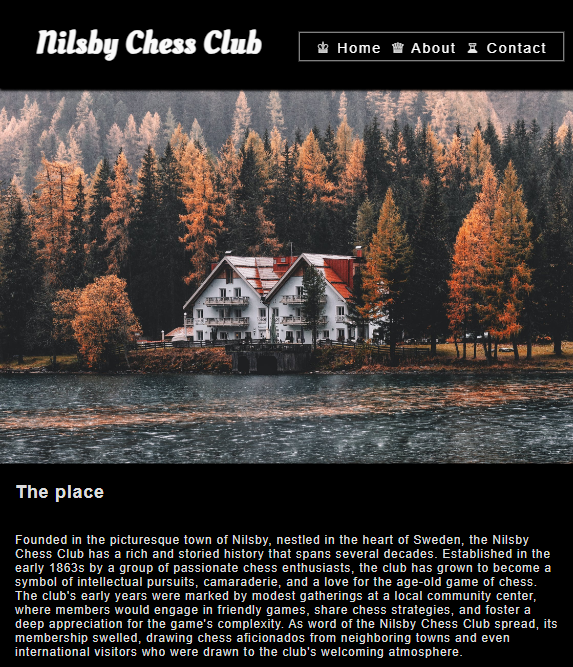 Nilsby Chess Club
♔ Home ♕ About ♖ Contact
The place
Founded in the picturesque town of Nilsby, nestled in the heart of Sweden, the Nilsby
Chess Club has a rich and storied history that spans several decades. Established in the
early 1863s by a group of passionate chess enthusiasts, the club has grown to become a
symbol of intellectual pursuits, camaraderie, and a love for the age-old game of chess.
The club's early years were marked by modest gatherings at a local community center,
where members would engage in friendly games, share chess strategies, and foster a
deep appreciation for the game's complexity. As word of the Nilsby Chess Club spread, its
membership swelled, drawing chess aficionados from neighboring towns and even
international visitors who were drawn to the club's welcoming atmosphere.